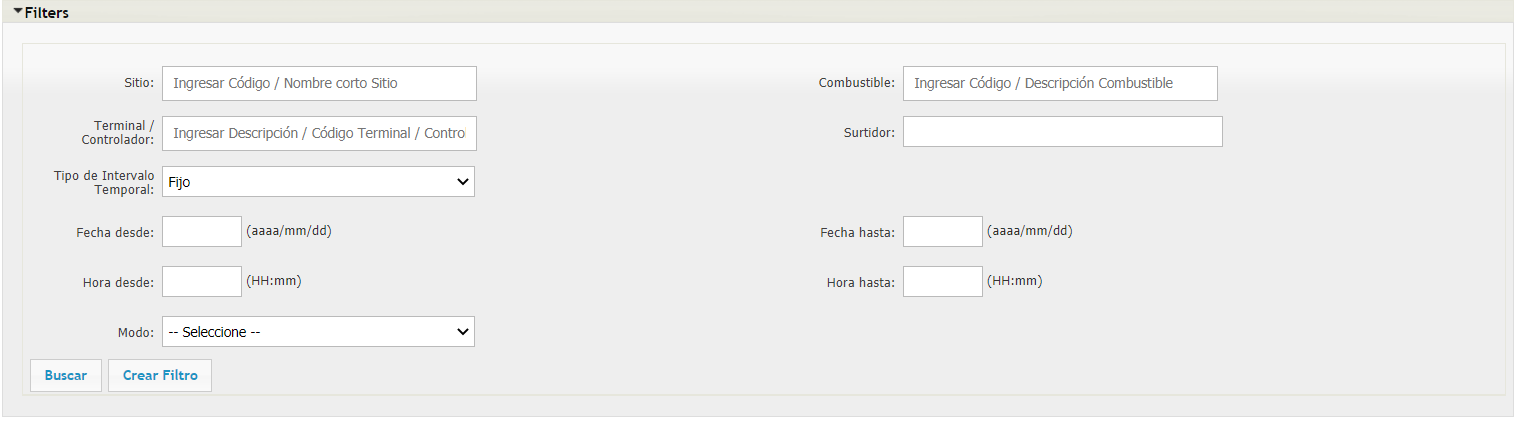 Filters
Sitio: Ingresar Código / Nombre corto Sitio
Combustible: Ingresar Código / Descripción Combustible
Terminal /
Controlador: Ingresar Descripción / Código Terminal / Contro
Surtidor:
Tipo de Intervalo
Temporal: Fijo
Fecha desde: (aaaa/mm/dd)
Fecha hasta: (aaaa/mm/dd)
Hora desde: (HH:mm)
Hora hasta: (HH:mm)
Modo: -- Seleccione --
Buscar Crear Filtro